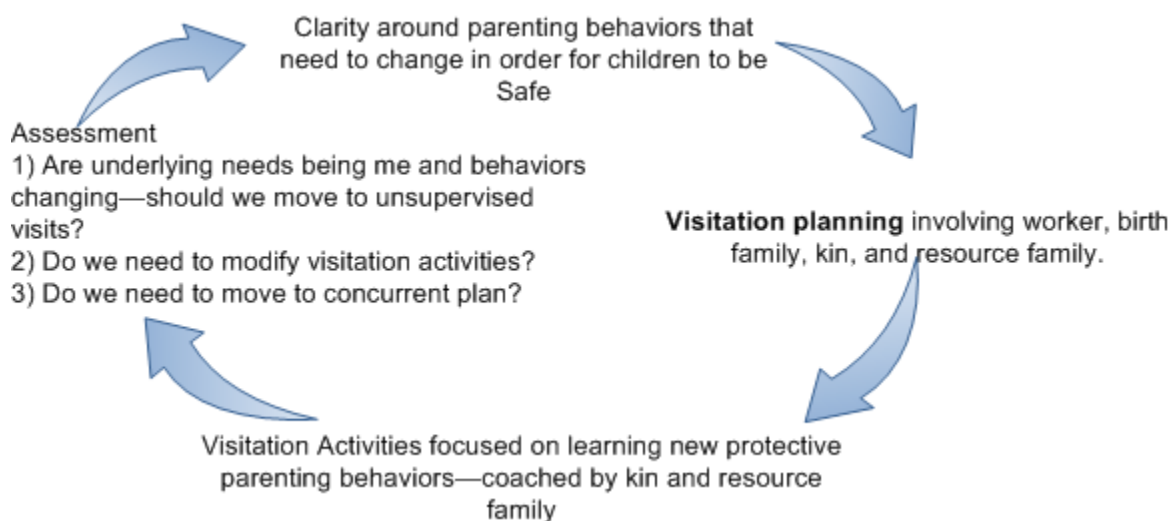 Clarity around parenting behaviors that
need to change in order for children to be
Safe
Visitation planning involving worker, birth
family, kin, and resource family.
Visitation Activities focused on learning new protective
parenting behaviors—coached by kin and resource
family
Assessment
1) Are underlying needs being me and behaviors
changing—should we move to unsupervised
visits?
2) Do we need to modify visitation activities?
3) Do we need to move to concurrent plan?